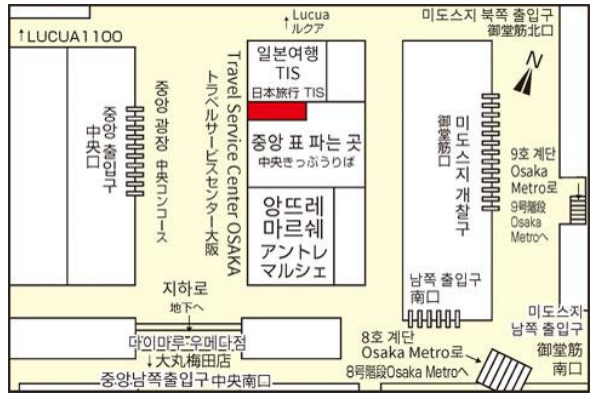 ↑LUCUA1100
↑Lucua
ルクア
미도스지 북쪽 출입구
御堂筋北口
일본여행
TIS
日本旅行 TIS
Travel Service Center OSAKA
トラベルサービスセンター大阪
중앙 광장
中央コンコース
중앙 출입구
中央口
중앙 표 파는 곳
中央きっぷうりば
앙뜨레
마르쉐
アントレ
マルシェ
미도스지 개찰구
御堂筋口
9호 계단
Osaka
Metro로
9号階段
Osaka
Metroへ
지하로
地下へ
남쪽 출입구
南口
다이마루 우메다점
↓大丸梅田店
중앙남쪽출입구 中央南口
8호 계단
Osaka Metro로
8号階段Osaka Metroへ
미도스지
남쪽 출입구
御堂筋
南口